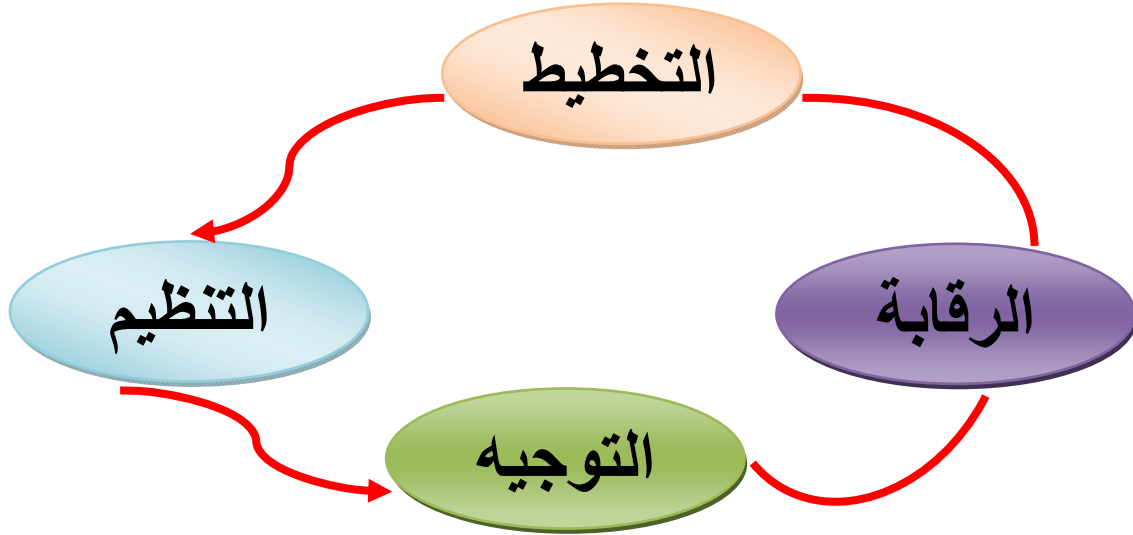 التخطيط
الرقابة
التنظيم
التوجيه